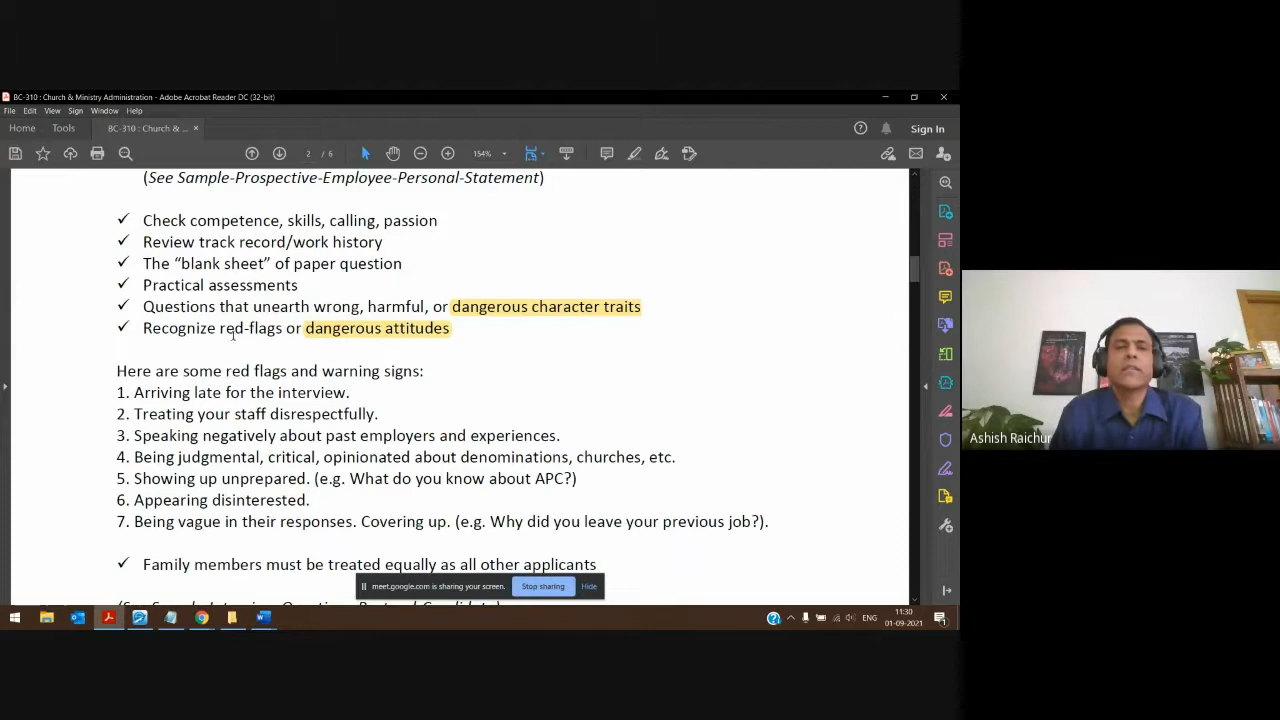 BC-310 : Church & Ministry Administration - Adobe Acrobat Reader DC (32-bit)
File Edit View Sign Window Help
Home Tools BC-310 : Church & ... × Sign In
2 / 6 154%
(See Sample-Prospective-Employee-Personal-Statement)
✓ Check competence, skills, calling, passion
✓ Review track record/work history
✓ The “blank sheet” of paper question
✓ Practical assessments
✓ Questions that unearth wrong, harmful, or dangerous character traits
✓ Recognize red-flags or dangerous attitudes
Here are some red flags and warning signs:
1. Arriving late for the interview.
2. Treating your staff disrespectfully.
3. Speaking negatively about past employers and experiences.
4. Being judgmental, critical, opinionated about denominations, churches, etc.
5. Showing up unprepared. (e.g. What do you know about APC?)
6. Appearing disinterested.
7. Being vague in their responses. Covering up. (e.g. Why did you leave your previous job?).
✓ Family members must be treated equally as all other applicants
meet.google.com is sharing your screen. Stop sharing Hide
ENG
11:30
01-09-2021
Ashish Raichur